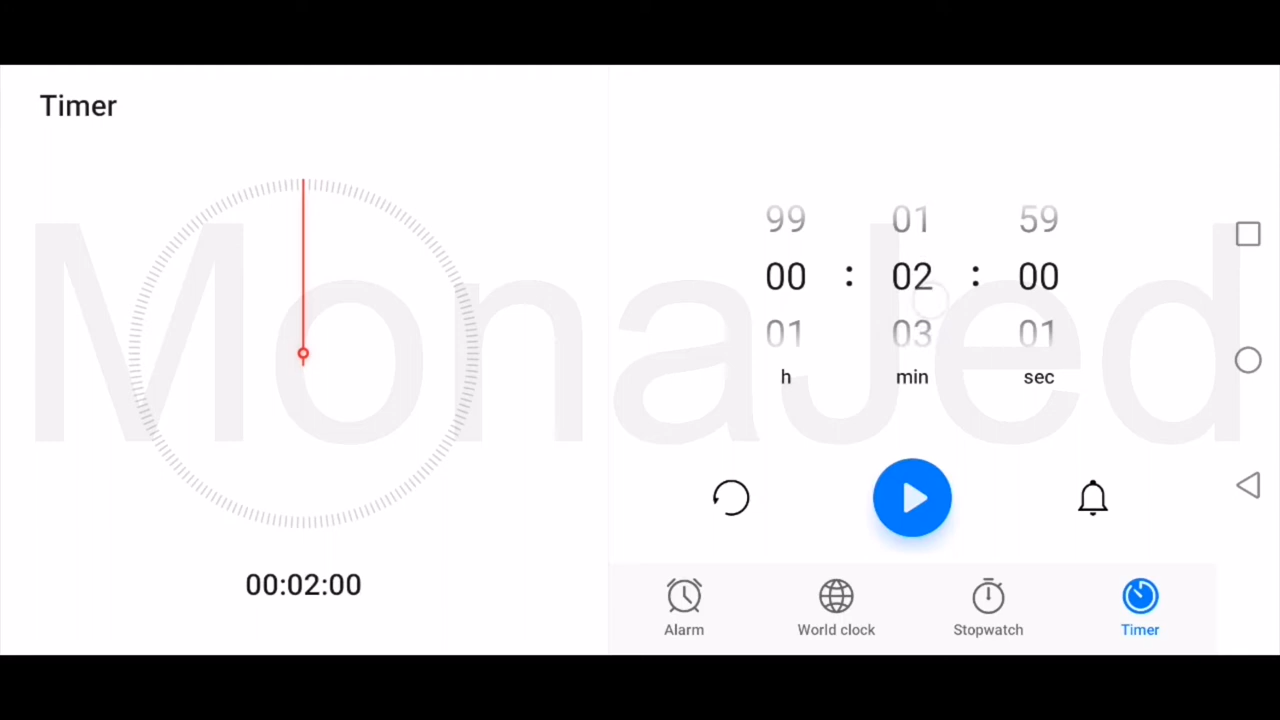 Timer
MonaJed
99 01 59
00 : 02 : 00
01 03 01
h min sec
00:02:00
Alarm World clock Stopwatch Timer